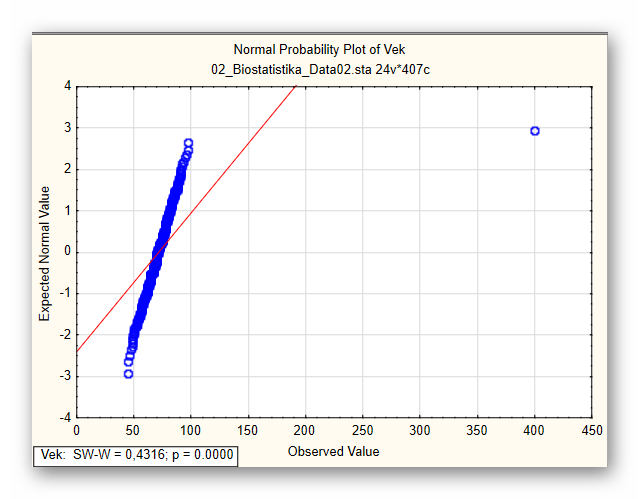 Normal Probability Plot of Vek
02_Biostatistika_Data02.sta 24v*407c
4
3
2
1
0
-1
-2
-3
-4
Expected Normal Value
0 50 100 150 200 250 300 350 400 450
Observed Value
Vek: SW-W = 0,4316; p = 0.0000